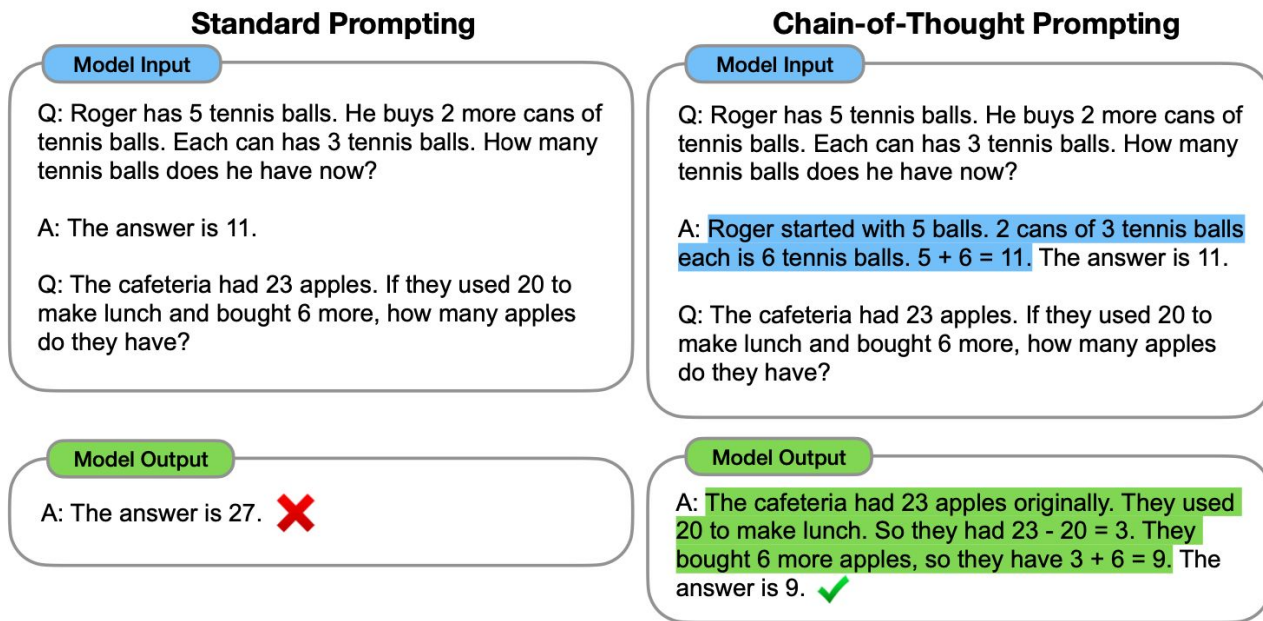 Standard Prompting
Model Input
Q: Roger has 5 tennis balls. He buys 2 more cans of
tennis balls. Each can has 3 tennis balls. How many
tennis balls does he have now?
A: The answer is 11.
Q: The cafeteria had 23 apples. If they used 20 to
make lunch and bought 6 more, how many apples
do they have?
Model Output
A: The answer is 27.
Chain-of-Thought Prompting
Model Input
Q: Roger has 5 tennis balls. He buys 2 more cans of
tennis balls. Each can has 3 tennis balls. How many
tennis balls does he have now?
A: Roger started with 5 balls. 2 cans of 3 tennis balls
each is 6 tennis balls. 5 + 6 = 11. The answer is 11.
Q: The cafeteria had 23 apples. If they used 20 to
make lunch and bought 6 more, how many apples
do they have?
Model Output
A: The cafeteria had 23 apples originally. They used
20 to make lunch. So they had 23 - 20 = 3. They
bought 6 more apples, so they have 3 + 6 = 9. The
answer is 9.